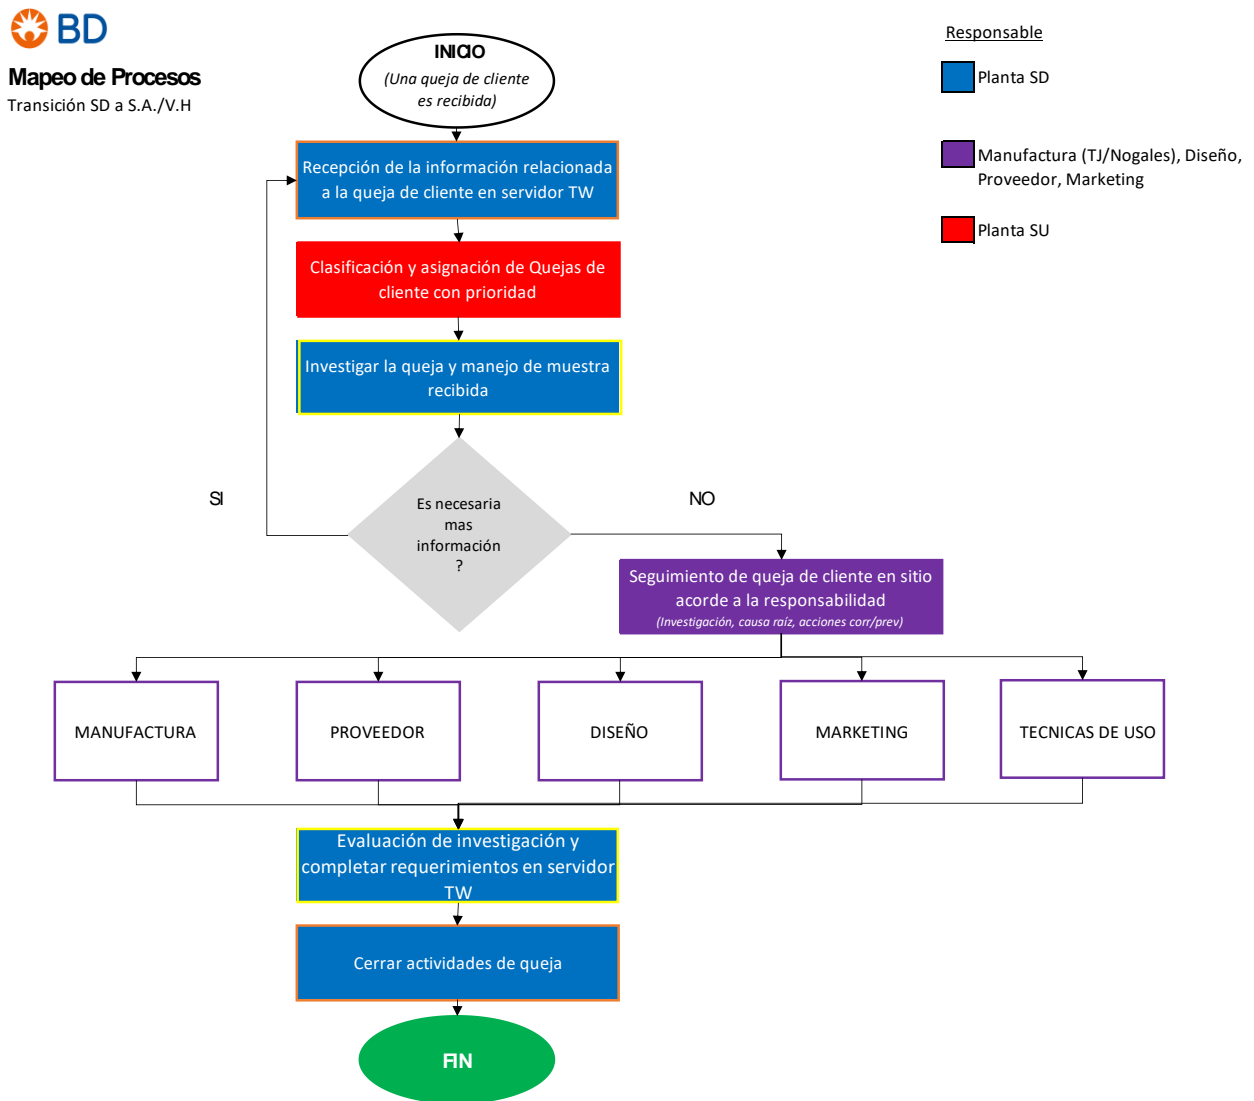 BD
Mapeo de Procesos
Transición SD a S.A./V.H
INICIO
(Una queja de cliente
es recibida)
Responsable
Planta SD
Manufactura (TJ/Nogales), Diseño,
Proveedor, Marketing
Planta SU
Recepción de la información relacionada
a la queja de cliente en servidor TW
Clasificación y asignación de Quejas de
cliente con prioridad
Investigar la queja y manejo de muestra
recibida
Es necesaria
mas
información
?
SI
NO
Seguimiento de queja de cliente en sitio
acorde a la responsabilidad
(Investigación, causa raíz, acciones corr/prev)
MANUFACTURA
PROVEEDOR
DISEÑO
MARKETING
TECNICAS DE USO
Evaluación de investigación y
completar requerimientos en servidor
TW
Cerrar actividades de queja
FIN